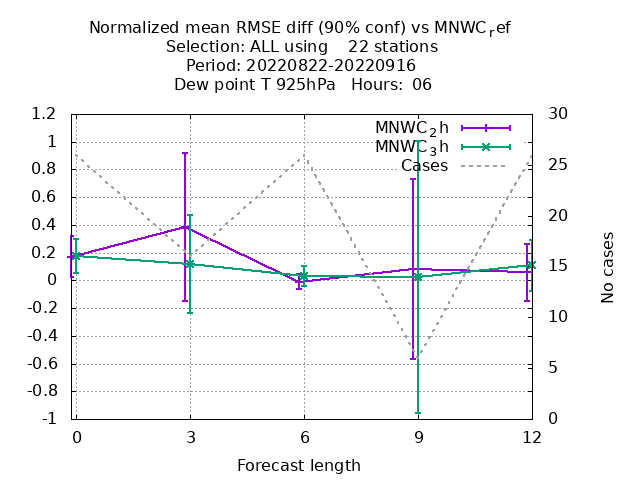 Normalized mean RMSE diff (90% conf) vs MNWC_ref
Selection: ALL using    22 stations
Period: 20220822-20220916
Dew point T 925hPa   Hours: 06
MNWC_2h
MNWC_3h
Cases
1.2
1
0.8
0.6
0.4
0.2
0
-0.2
-0.4
-0.6
-0.8
-1
30
25
20
15
10
5
0
No cases
0 3 6 9 12
Forecast length